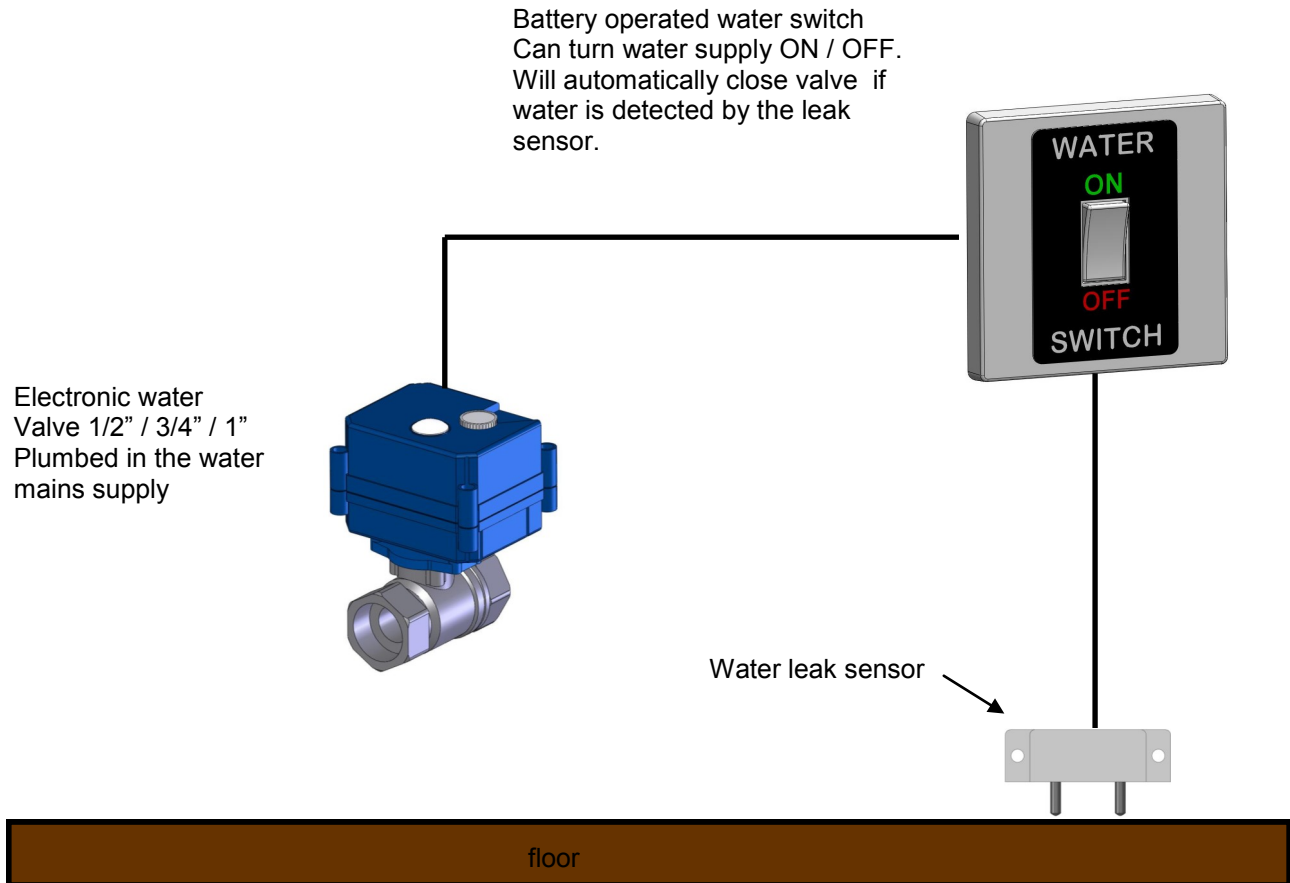 Battery operated water switch
Can turn water supply ON / OFF.
Will automatically close valve  if
water is detected by the leak
sensor.
WATER
ON
OFF
SWITCH
Electronic water
Valve 1/2” / 3/4” / 1”
Plumbed in the water
mains supply
Water leak sensor
floor